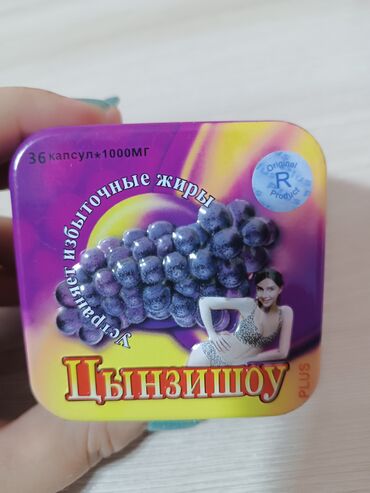 36 капсул*1000МГ
Устраняет избыточные жиры
Original
R
Product
Цынзишоу
PLUS